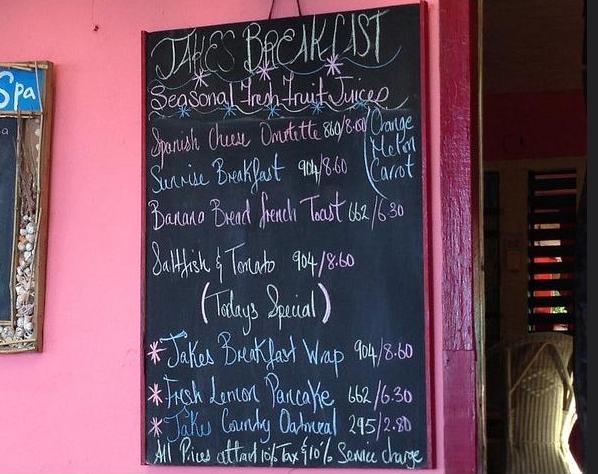 Spa
JAKES BREAKFAST
Seasonal Fresh Fruit Juices
Spanish Cheese Omelette 860/8.60
Orange
Melon
Carrot
Sunrise Breakfast 904/8.60
Banana Bread french Toast 662/6.30
Saltfish & Tomato 904/8.60
(Todays Special)
* Jakes Breakfast Wrap 904/8.60
* Fresh Lemon Pancake 662/6.30
* Jakes Country Oatmeal 295/2.80
All Prices attract 10% Tax & 10% Service charge